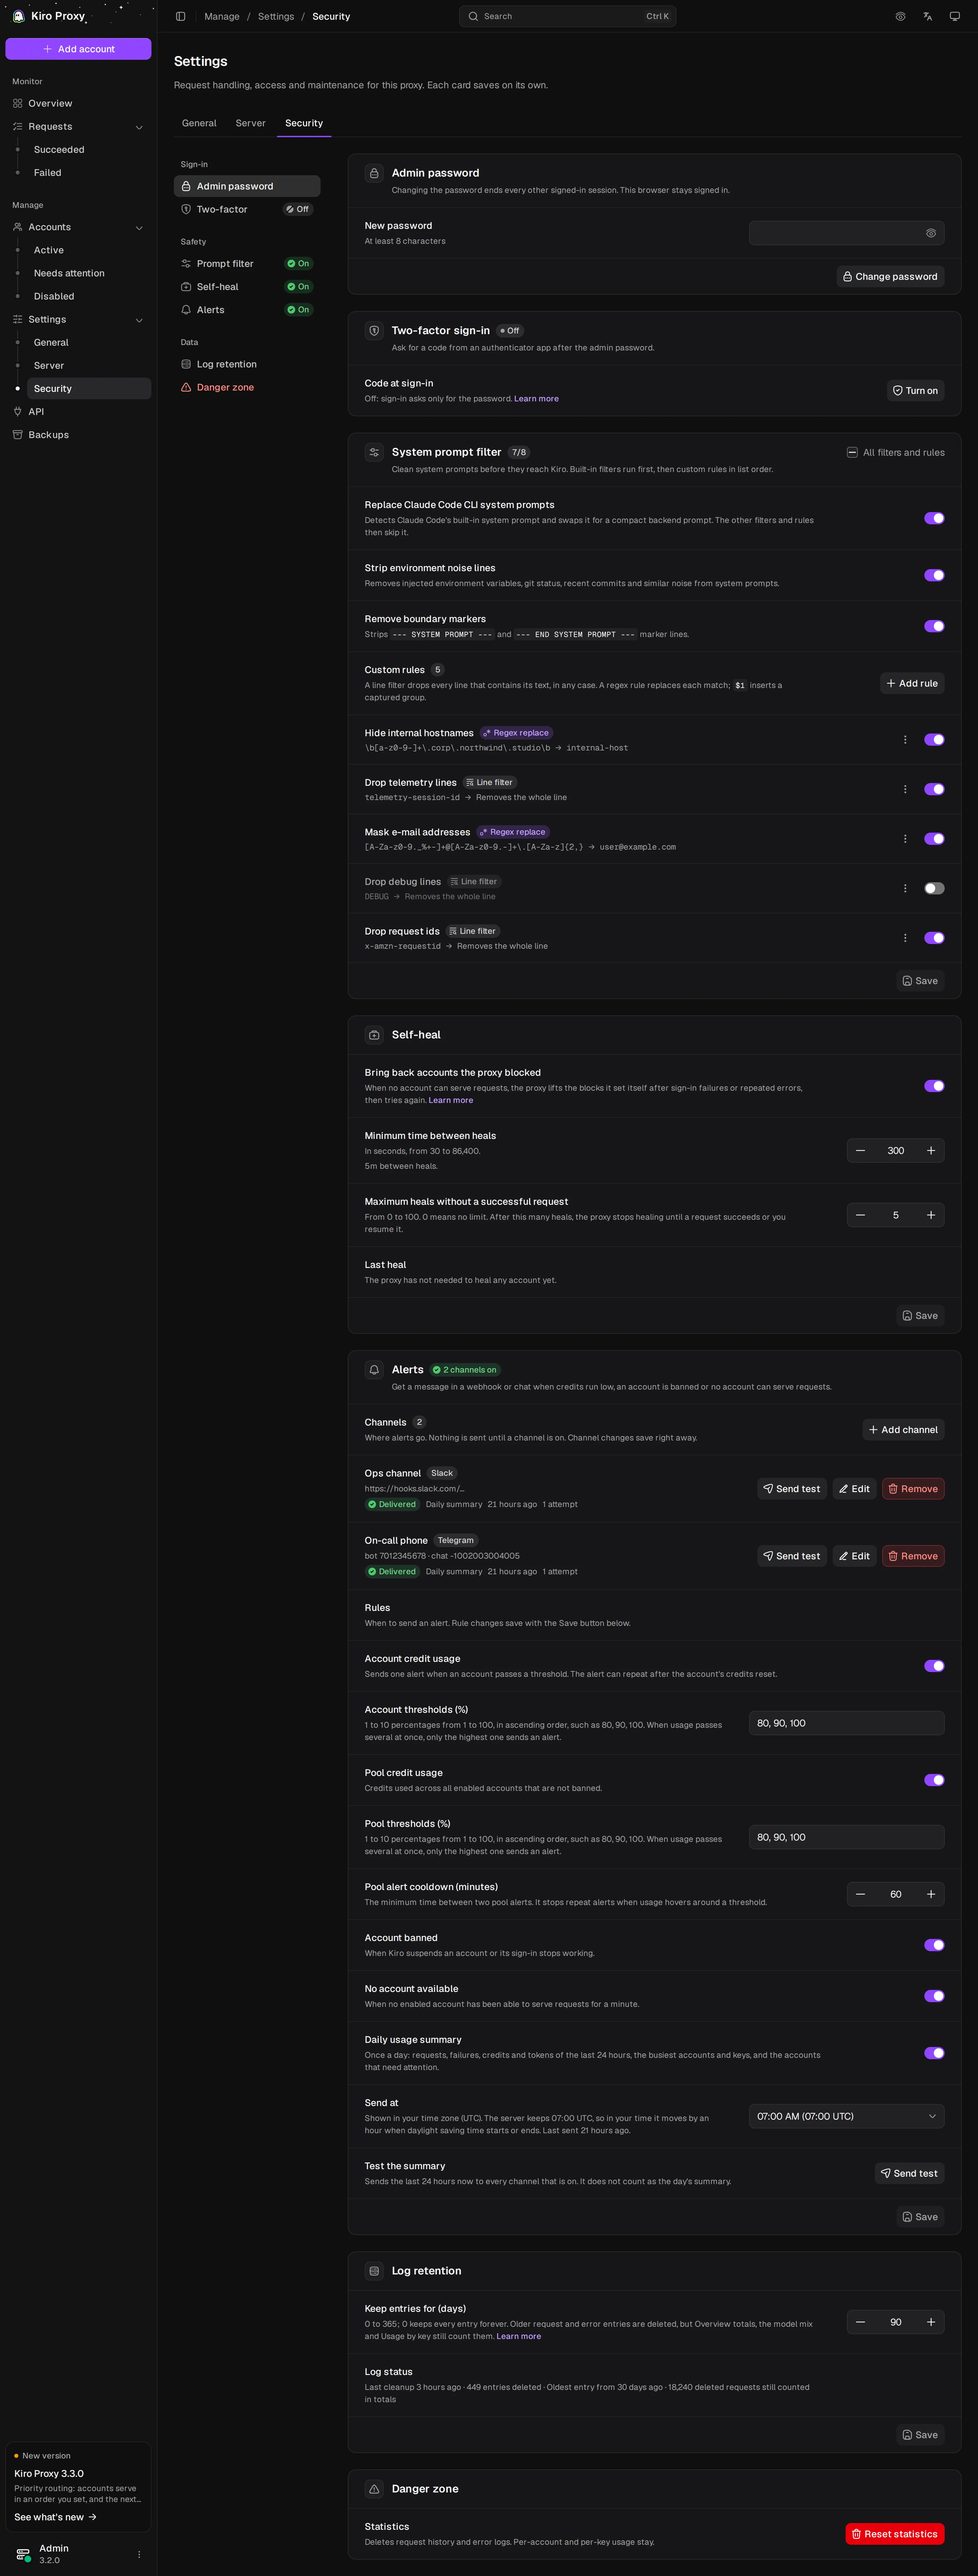 Kiro Proxy
Manage / Settings / Security
Search
Ctrl K
Add account
Monitor
Overview
Requests
Succeeded
Failed
Manage
Accounts
Active
Needs attention
Disabled
Settings
General
Server
Security
API
Backups
New version
Kiro Proxy 3.3.0
Priority routing: accounts serve
in an order you set, and the next...
See what's new →
Admin
3.2.0
Settings
Request handling, access and maintenance for this proxy. Each card saves on its own.
General
Server
Security
Sign-in
Admin password
Two-factor
Off
Safety
Prompt filter
On
Self-heal
On
Alerts
On
Data
Log retention
Danger zone
Admin password
Changing the password ends every other signed-in session. This browser stays signed in.
New password
At least 8 characters
Change password
Two-factor sign-in
Off
Ask for a code from an authenticator app after the admin password.
Code at sign-in
Off: sign-in asks only for the password. Learn more
Turn on
System prompt filter
7/8
All filters and rules
Clean system prompts before they reach Kiro. Built-in filters run first, then custom rules in list order.
Replace Claude Code CLI system prompts
Detects Claude Code's built-in system prompt and swaps it for a compact backend prompt. The other filters and rules
then skip it.
Strip environment noise lines
Removes injected environment variables, git status, recent commits and similar noise from system prompts.
Remove boundary markers
Strips --- SYSTEM PROMPT --- and --- END SYSTEM PROMPT --- marker lines.
Custom rules
5
A line filter drops every line that contains its text, in any case. A regex rule replaces each match; $1 inserts a
captured group.
Add rule
Hide internal hostnames
Regex replace
\b[a-z0-9-]+\.corp\.northwind\.studio\b → internal-host
Drop telemetry lines
Line filter
telemetry-session-id → Removes the whole line
Mask e-mail addresses
Regex replace
[A-Za-z0-9._%+-]+@[A-Za-z0-9.-]+\.[A-Za-z]{2,} → user@example.com
Drop debug lines
Line filter
DEBUG → Removes the whole line
Drop request ids
Line filter
x-amzn-requestid → Removes the whole line
Save
Self-heal
Bring back accounts the proxy blocked
When no account can serve requests, the proxy lifts the blocks it set itself after sign-in failures or repeated errors,
then tries again. Learn more
Minimum time between heals
In seconds, from 30 to 86,400.
5m between heals.
300
Maximum heals without a successful request
From 0 to 100. 0 means no limit. After this many heals, the proxy stops healing until a request succeeds or you
resume it.
5
Last heal
The proxy has not needed to heal any account yet.
Save
Alerts
2 channels on
Get a message in a webhook or chat when credits run low, an account is banned or no account can serve requests.
Channels
2
Where alerts go. Nothing is sent until a channel is on. Channel changes save right away.
Add channel
Ops channel
Slack
https://hooks.slack.com/...
Delivered Daily summary 21 hours ago 1 attempt
Send test
Edit
Remove
On-call phone
Telegram
bot 7012345678 · chat -1002003004005
Delivered Daily summary 21 hours ago 1 attempt
Send test
Edit
Remove
Rules
When to send an alert. Rule changes save with the Save button below.
Account credit usage
Sends one alert when an account passes a threshold. The alert can repeat after the account's credits reset.
Account thresholds (%)
1 to 10 percentages from 1 to 100, in ascending order, such as 80, 90, 100. When usage passes
several at once, only the highest one sends an alert.
80, 90, 100
Pool credit usage
Credits used across all enabled accounts that are not banned.
Pool thresholds (%)
1 to 10 percentages from 1 to 100, in ascending order, such as 80, 90, 100. When usage passes
several at once, only the highest one sends an alert.
80, 90, 100
Pool alert cooldown (minutes)
The minimum time between two pool alerts. It stops repeat alerts when usage hovers around a threshold.
60
Account banned
When Kiro suspends an account or its sign-in stops working.
No account available
When no enabled account has been able to serve requests for a minute.
Daily usage summary
Once a day: requests, failures, credits and tokens of the last 24 hours, the busiest accounts and keys, and the accounts
that need attention.
Send at
Shown in your time zone (UTC). The server keeps 07:00 UTC, so in your time it moves by an
hour when daylight saving time starts or ends. Last sent 21 hours ago.
07:00 AM (07:00 UTC)
Test the summary
Sends the last 24 hours now to every channel that is on. It does not count as the day's summary.
Send test
Save
Log retention
Keep entries for (days)
0 to 365; 0 keeps every entry forever. Older request and error entries are deleted, but Overview totals, the model mix
and Usage by key still count them. Learn more
90
Log status
Last cleanup 3 hours ago · 449 entries deleted · Oldest entry from 30 days ago · 18,240 deleted requests still counted
in totals
Save
Danger zone
Statistics
Deletes request history and error logs. Per-account and per-key usage stay.
Reset statistics